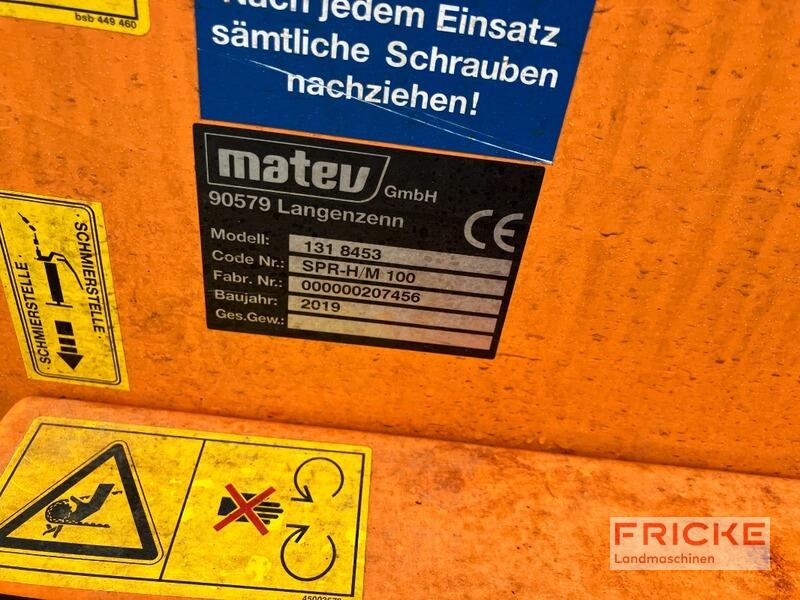 bsb 449 460
Nach jedem Einsatz
sämtliche Schrauben
nachziehen!
matev GmbH
90579 Langenzenn
CE
Modell: 131 8453
Code Nr.: SPR-H/M 100
Fabr. Nr.: 000000207456
Baujahr: 2019
Ges.Gew.:
SCHMIERSTELLE
SCHMIERSTELLE
FRICKE
Landmaschinen